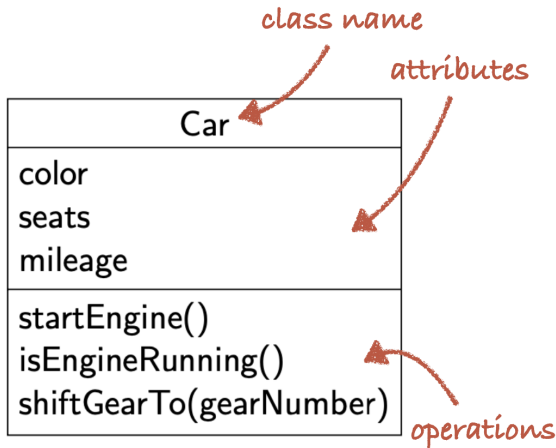 class name
attributes
Car
color
seats
mileage
startEngine()
isEngineRunning()
shiftGearTo(gearNumber)
operations